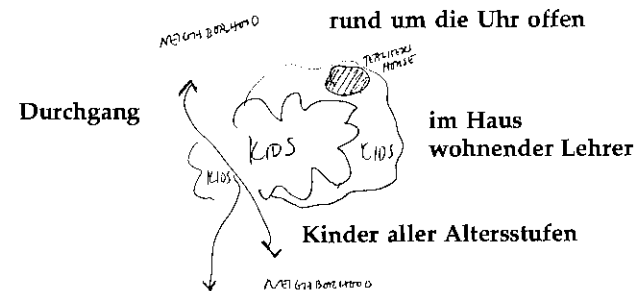 NEIGHBORHOOD
rund um die Uhr offen
TEACHERS
HOUSE
Durchgang
KIDS
KIDS
KIDS
im Haus
wohnender Lehrer
Kinder aller Altersstufen
NEIGHBORHOOD